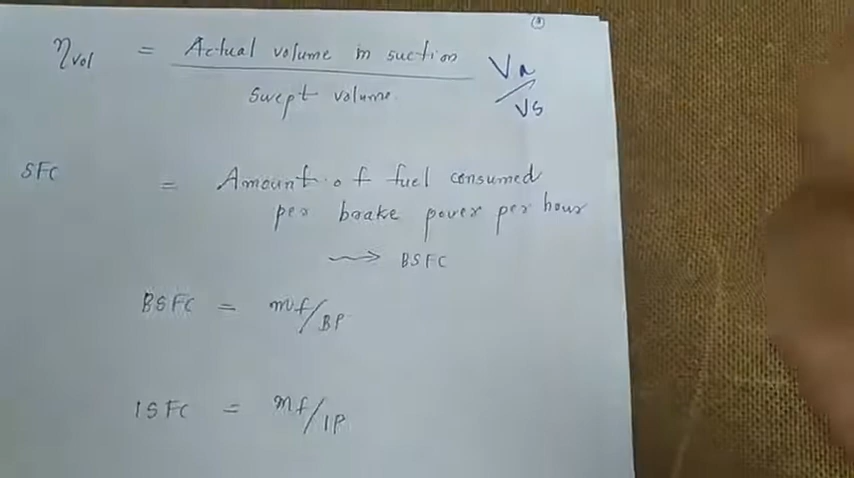 ηvol = Actual volume in suction / swept volume Va/Vs
SFC = Amount of fuel consumed
per brake power per hour
→ BSFC
BSFC = mf/BP
ISFC = mf/IP